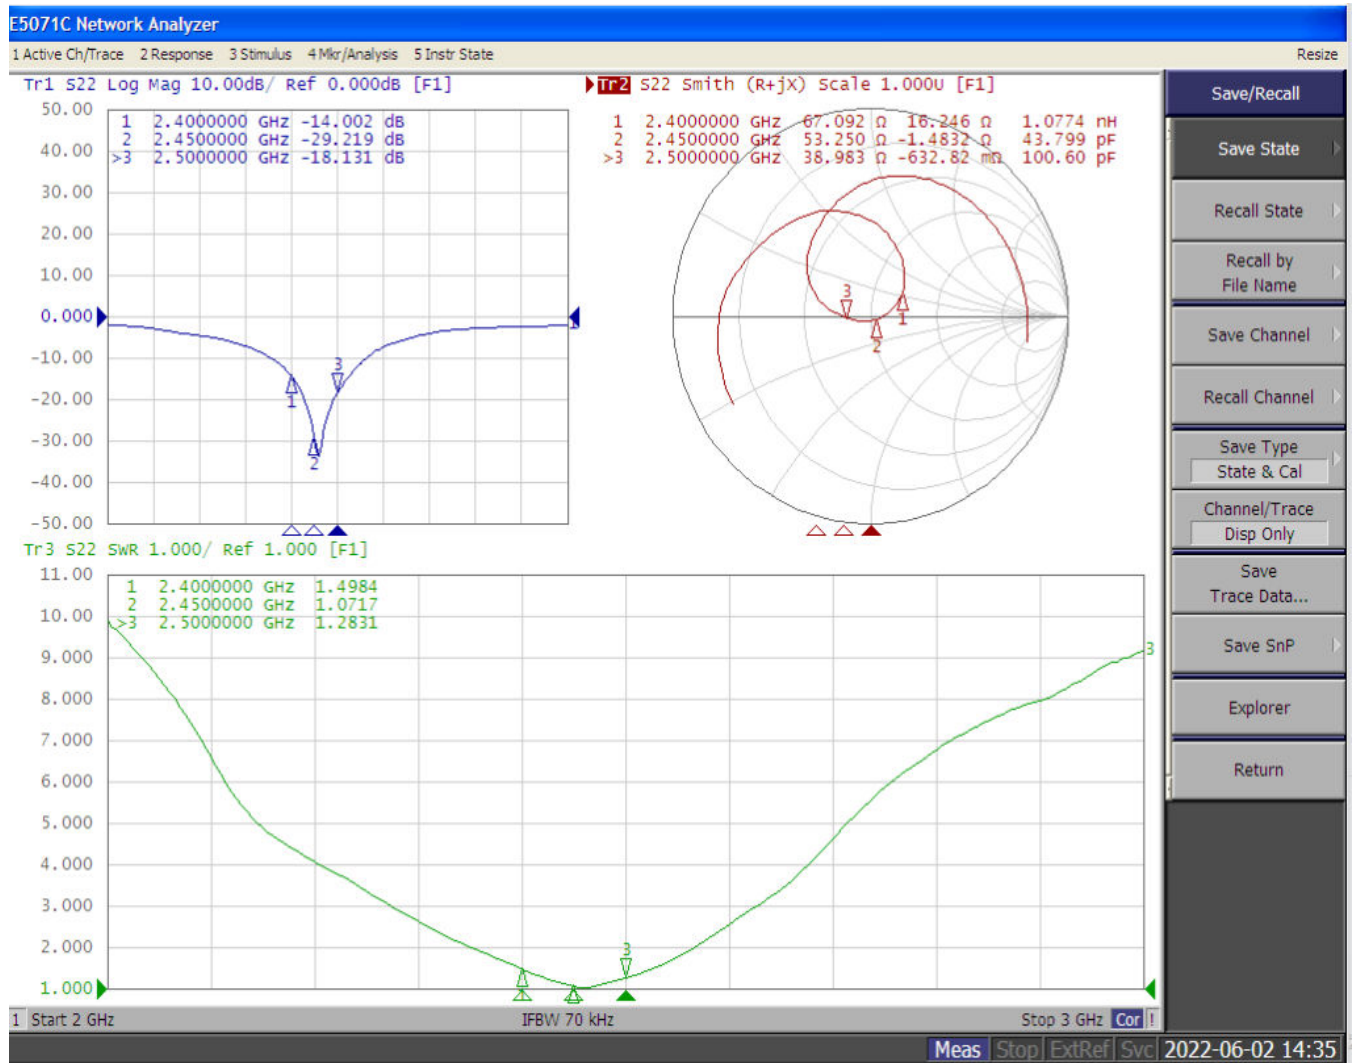 E5071C Network Analyzer
1 Active Ch/Trace 2 Response 3 Stimulus 4 Mkr/Analysis 5 Instr State Resize
Tr1 S22 Log Mag 10.00dB/ Ref 0.000dB [F1]
50.00
40.00
30.00
20.00
10.00
0.000
-10.00
-20.00
-30.00
-40.00
-50.00
1 2.4000000 GHz -14.002 dB
2 2.4500000 GHz -29.219 dB
>3 2.5000000 GHz -18.131 dB
1
2
3
1
Tr2 S22 Smith (R+jX) Scale 1.000U [F1]
1 2.4000000 GHz 67.092 Ω 16.246 Ω 1.0774 nH
2 2.4500000 GHz 53.250 Ω -1.4832 Ω 43.799 pF
>3 2.5000000 GHz 38.983 Ω -632.82 mΩ 100.60 pF
3
1
2
Tr3 S22 SWR 1.000/ Ref 1.000 [F1]
11.00
10.00
9.000
8.000
7.000
6.000
5.000
4.000
3.000
2.000
1.000
1 2.4000000 GHz 1.4984
2 2.4500000 GHz 1.0717
>3 2.5000000 GHz 1.2831
3
3
1 Start 2 GHz IFBW 70 kHz Stop 3 GHz Cor !
Meas Stop ExtRef Svc 2022-06-02 14:35
Save/Recall
Save State
Recall State
Recall by
File Name
Save Channel
Recall Channel
Save Type
State & Cal
Channel/Trace
Disp Only
Save
Trace Data...
Save SnP
Explorer
Return